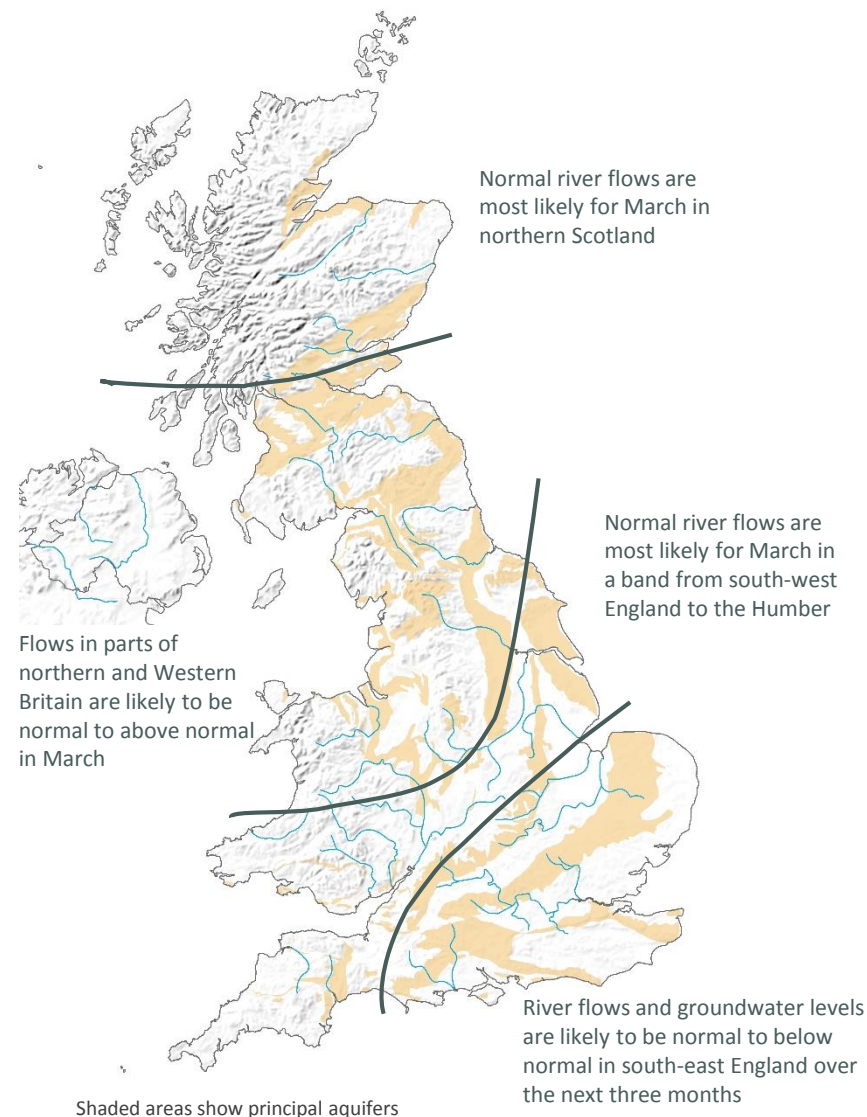 Normal river flows are
most likely for March in
northern Scotland
Normal river flows are
most likely for March in
a band from south-west
England to the Humber
Flows in parts of
northern and Western
Britain are likely to be
normal to above normal
in March
River flows and groundwater levels
are likely to be normal to below
normal in south-east England over
the next three months
Shaded areas show principal aquifers